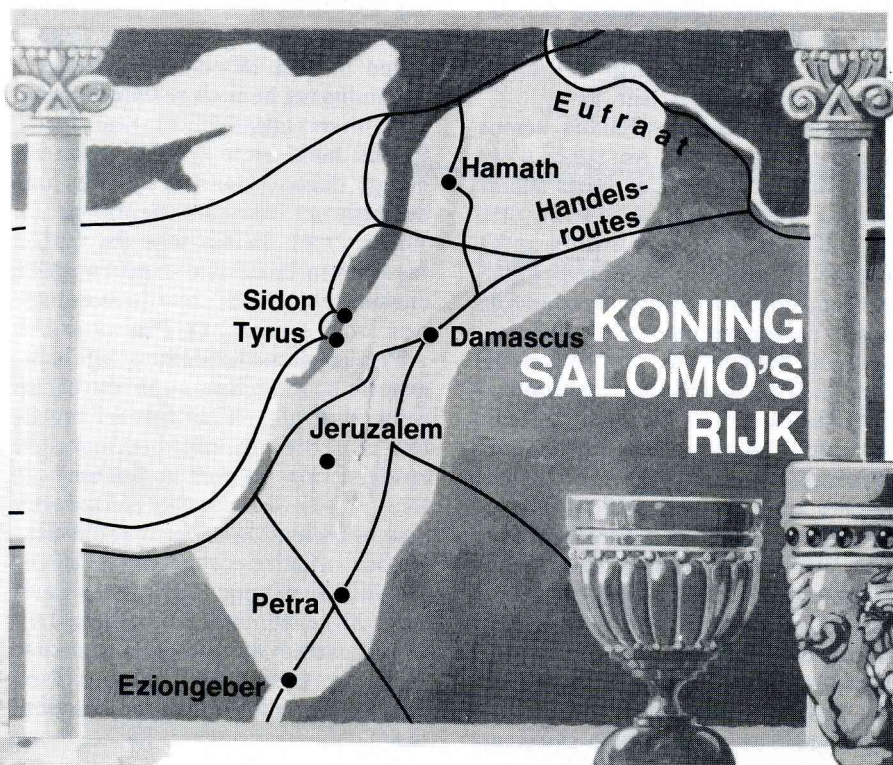 Eufraat
Hamath
Handels-
routes
Sidon
Tyrus
Damascus
KONING
SALOMO'S
RIJK
Jeruzalem
Petra
Eziongeber